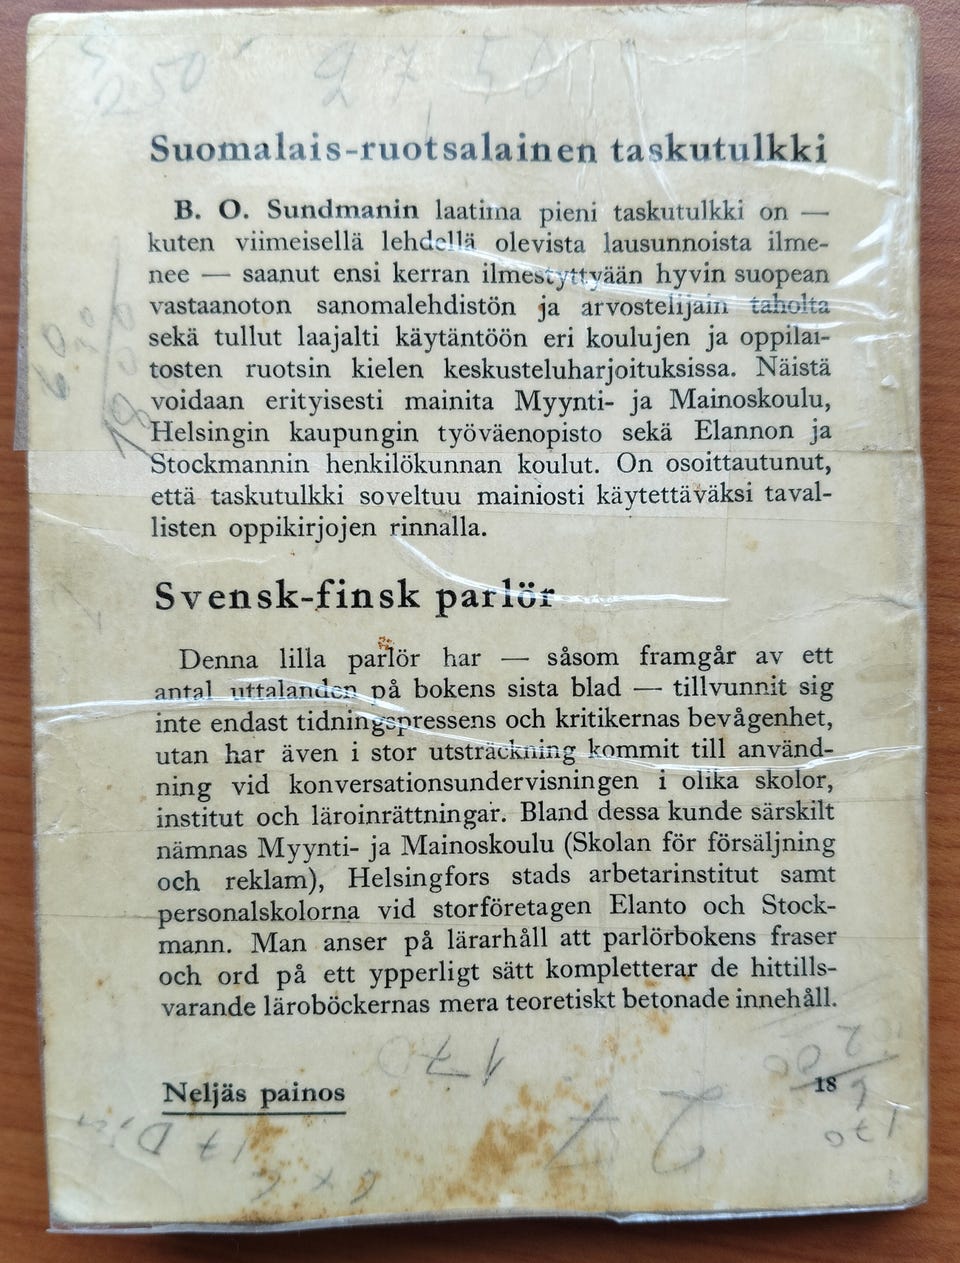 2.50 27,50
Suomalais-ruotsalainen taskutulkki
B. O. Sundmanin laatima pieni taskutulkki on —
kuten viimeisellä lehdellä olevista lausunnoista ilme-
nee — saanut ensi kerran ilmestyttyään hyvin suopean
vastaanoton sanomalehdistön ja arvostelijain taholta
sekä tullut laajalti käytäntöön eri koulujen ja oppilai-
tosten ruotsin kielen keskusteluharjoituksissa. Näistä
voidaan erityisesti mainita Myynti- ja Mainoskoulu,
Helsingin kaupungin työväenopisto sekä Elannon ja
Stockmannin henkilökunnan koulut. On osoittautunut,
että taskutulkki soveltuu mainiosti käytettäväksi taval-
listen oppikirjojen rinnalla.
Svensk-finsk parlör
Denna lilla parlör har — såsom framgår av ett
antal uttalanden på bokens sista blad — tillvunnit sig
inte endast tidningspressens och kritikernas bevågenhet,
utan har även i stor utsträckning kommit till använd-
ning vid konversationsundervisningen i olika skolor,
institut och läroinrättningar. Bland dessa kunde särskilt
nämnas Myynti- ja Mainoskoulu (Skolan för försäljning
och reklam), Helsingfors stads arbetarinstitut samt
personalskolorna vid storföretagen Elanto och Stock-
mann. Man anser på lärarhåll att parlörbokens fraser
och ord på ett ypperligt sätt kompletterar de hittills-
varande läroböckernas mera teoretiskt betonade innehåll.
170
Neljäs painos
18
27
170